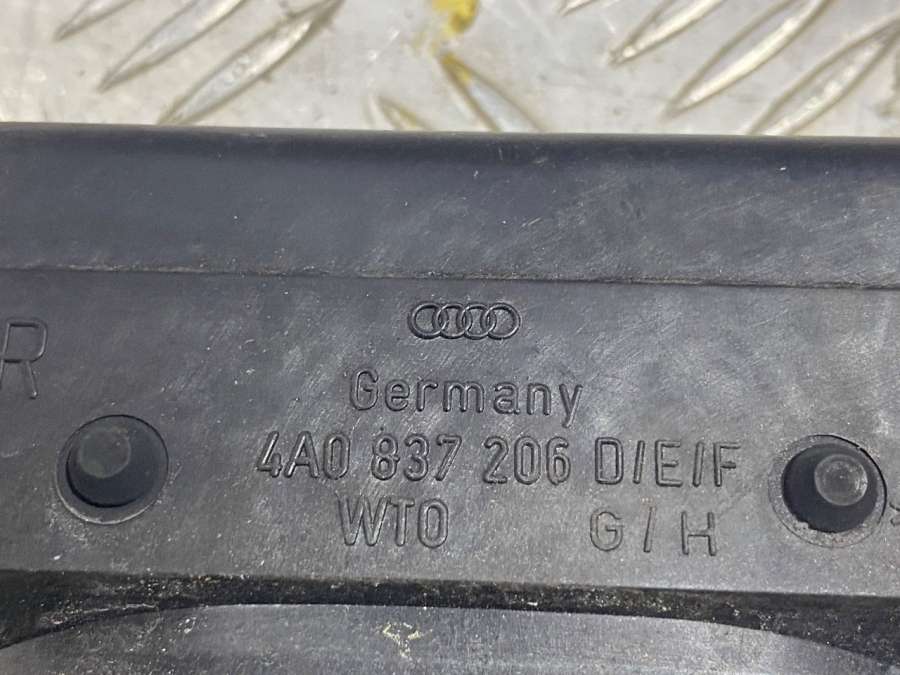 R
Germany
4A0 837 206 D/E/F
WTO G/H